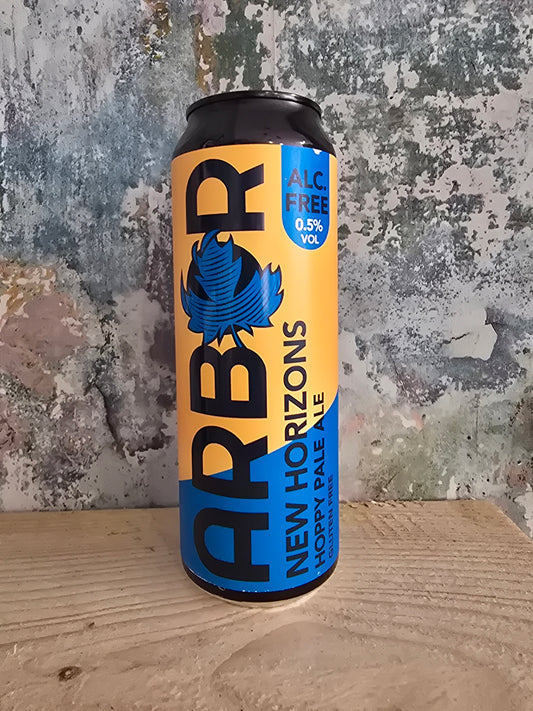 ARBOR
NEW HORIZONS
HOPPY PALE ALE
GLUTEN FREE
ALC.
FREE
0.5%
VOL